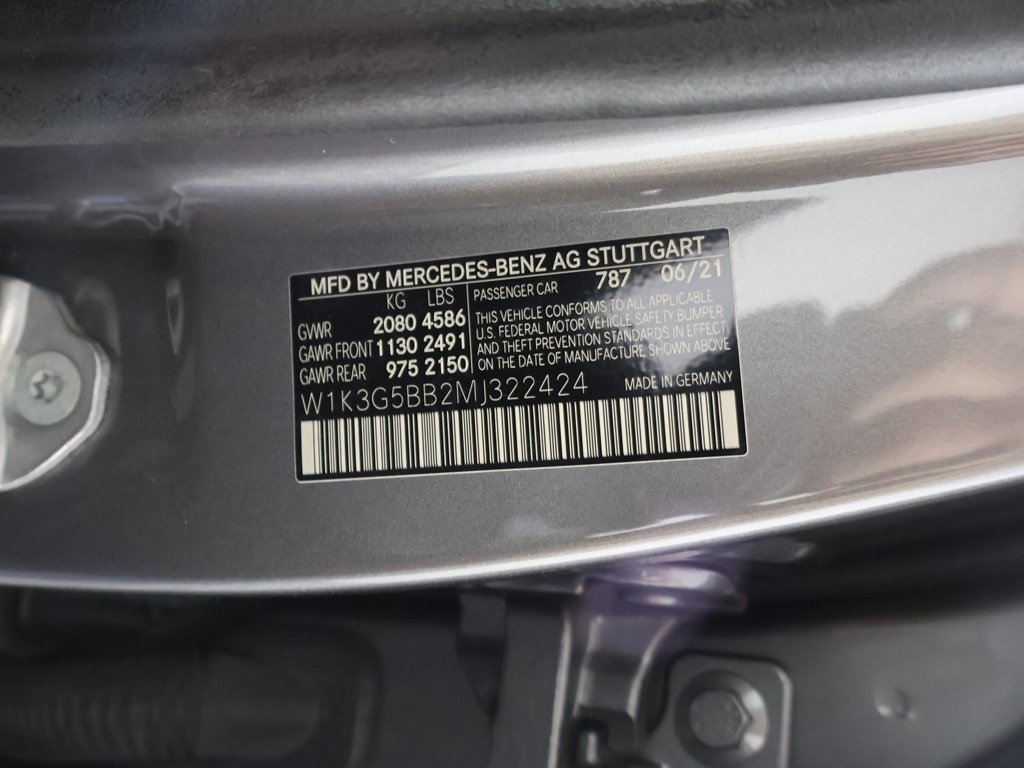 MFD BY MERCEDES-BENZ AG STUTTGART
KG LBS
GVWR 2080 4586
GAWR FRONT 1130 2491
GAWR REAR 975 2150
PASSENGER CAR 787 06/21
THIS VEHICLE CONFORMS TO ALL APPLICABLE
U.S. FEDERAL MOTOR VEHICLE SAFETY, BUMPER
AND THEFT PREVENTION STANDARDS IN EFFECT
ON THE DATE OF MANUFACTURE SHOWN ABOVE
W1K3G5BB2MJ322424 MADE IN GERMANY